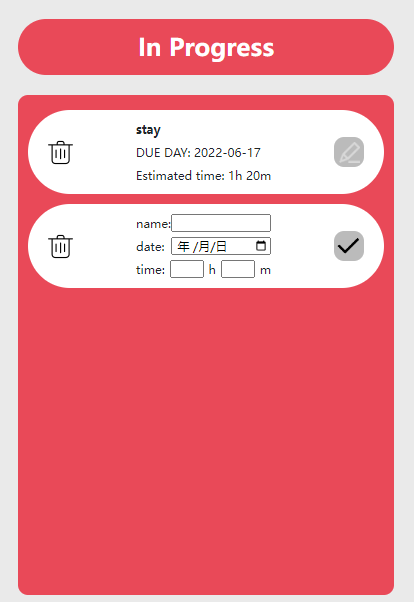 In Progress
stay
DUE DAY: 2022-06-17
Estimated time: 1h 20m
name:
date: 年 /月/日
time: h m